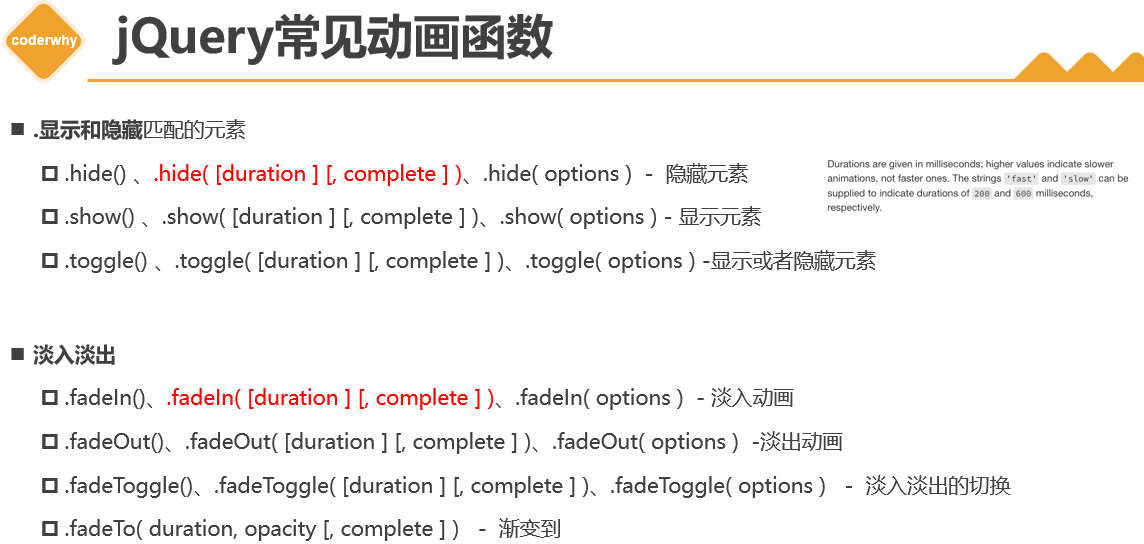 coderwhy
jQuery常见动画函数
.显示和隐藏匹配的元素
.hide() 、.hide( [duration ] [, complete ] )、.hide( options ) - 隐藏元素
.show() 、.show( [duration ] [, complete ] )、.show( options ) - 显示元素
.toggle() 、.toggle( [duration ] [, complete ] )、.toggle( options ) -显示或者隐藏元素
Durations are given in milliseconds; higher values indicate slower
animations, not faster ones. The strings 'fast' and 'slow' can be
supplied to indicate durations of 200 and 600 milliseconds,
respectively.
淡入淡出
.fadeIn()、.fadeIn( [duration ] [, complete ] )、.fadeIn( options ) - 淡入动画
.fadeOut()、.fadeOut( [duration ] [, complete ] )、.fadeOut( options ) -淡出动画
.fadeToggle()、.fadeToggle( [duration ] [, complete ] )、.fadeToggle( options ) - 淡入淡出的切换
.fadeTo( duration, opacity [, complete ] ) - 渐变到